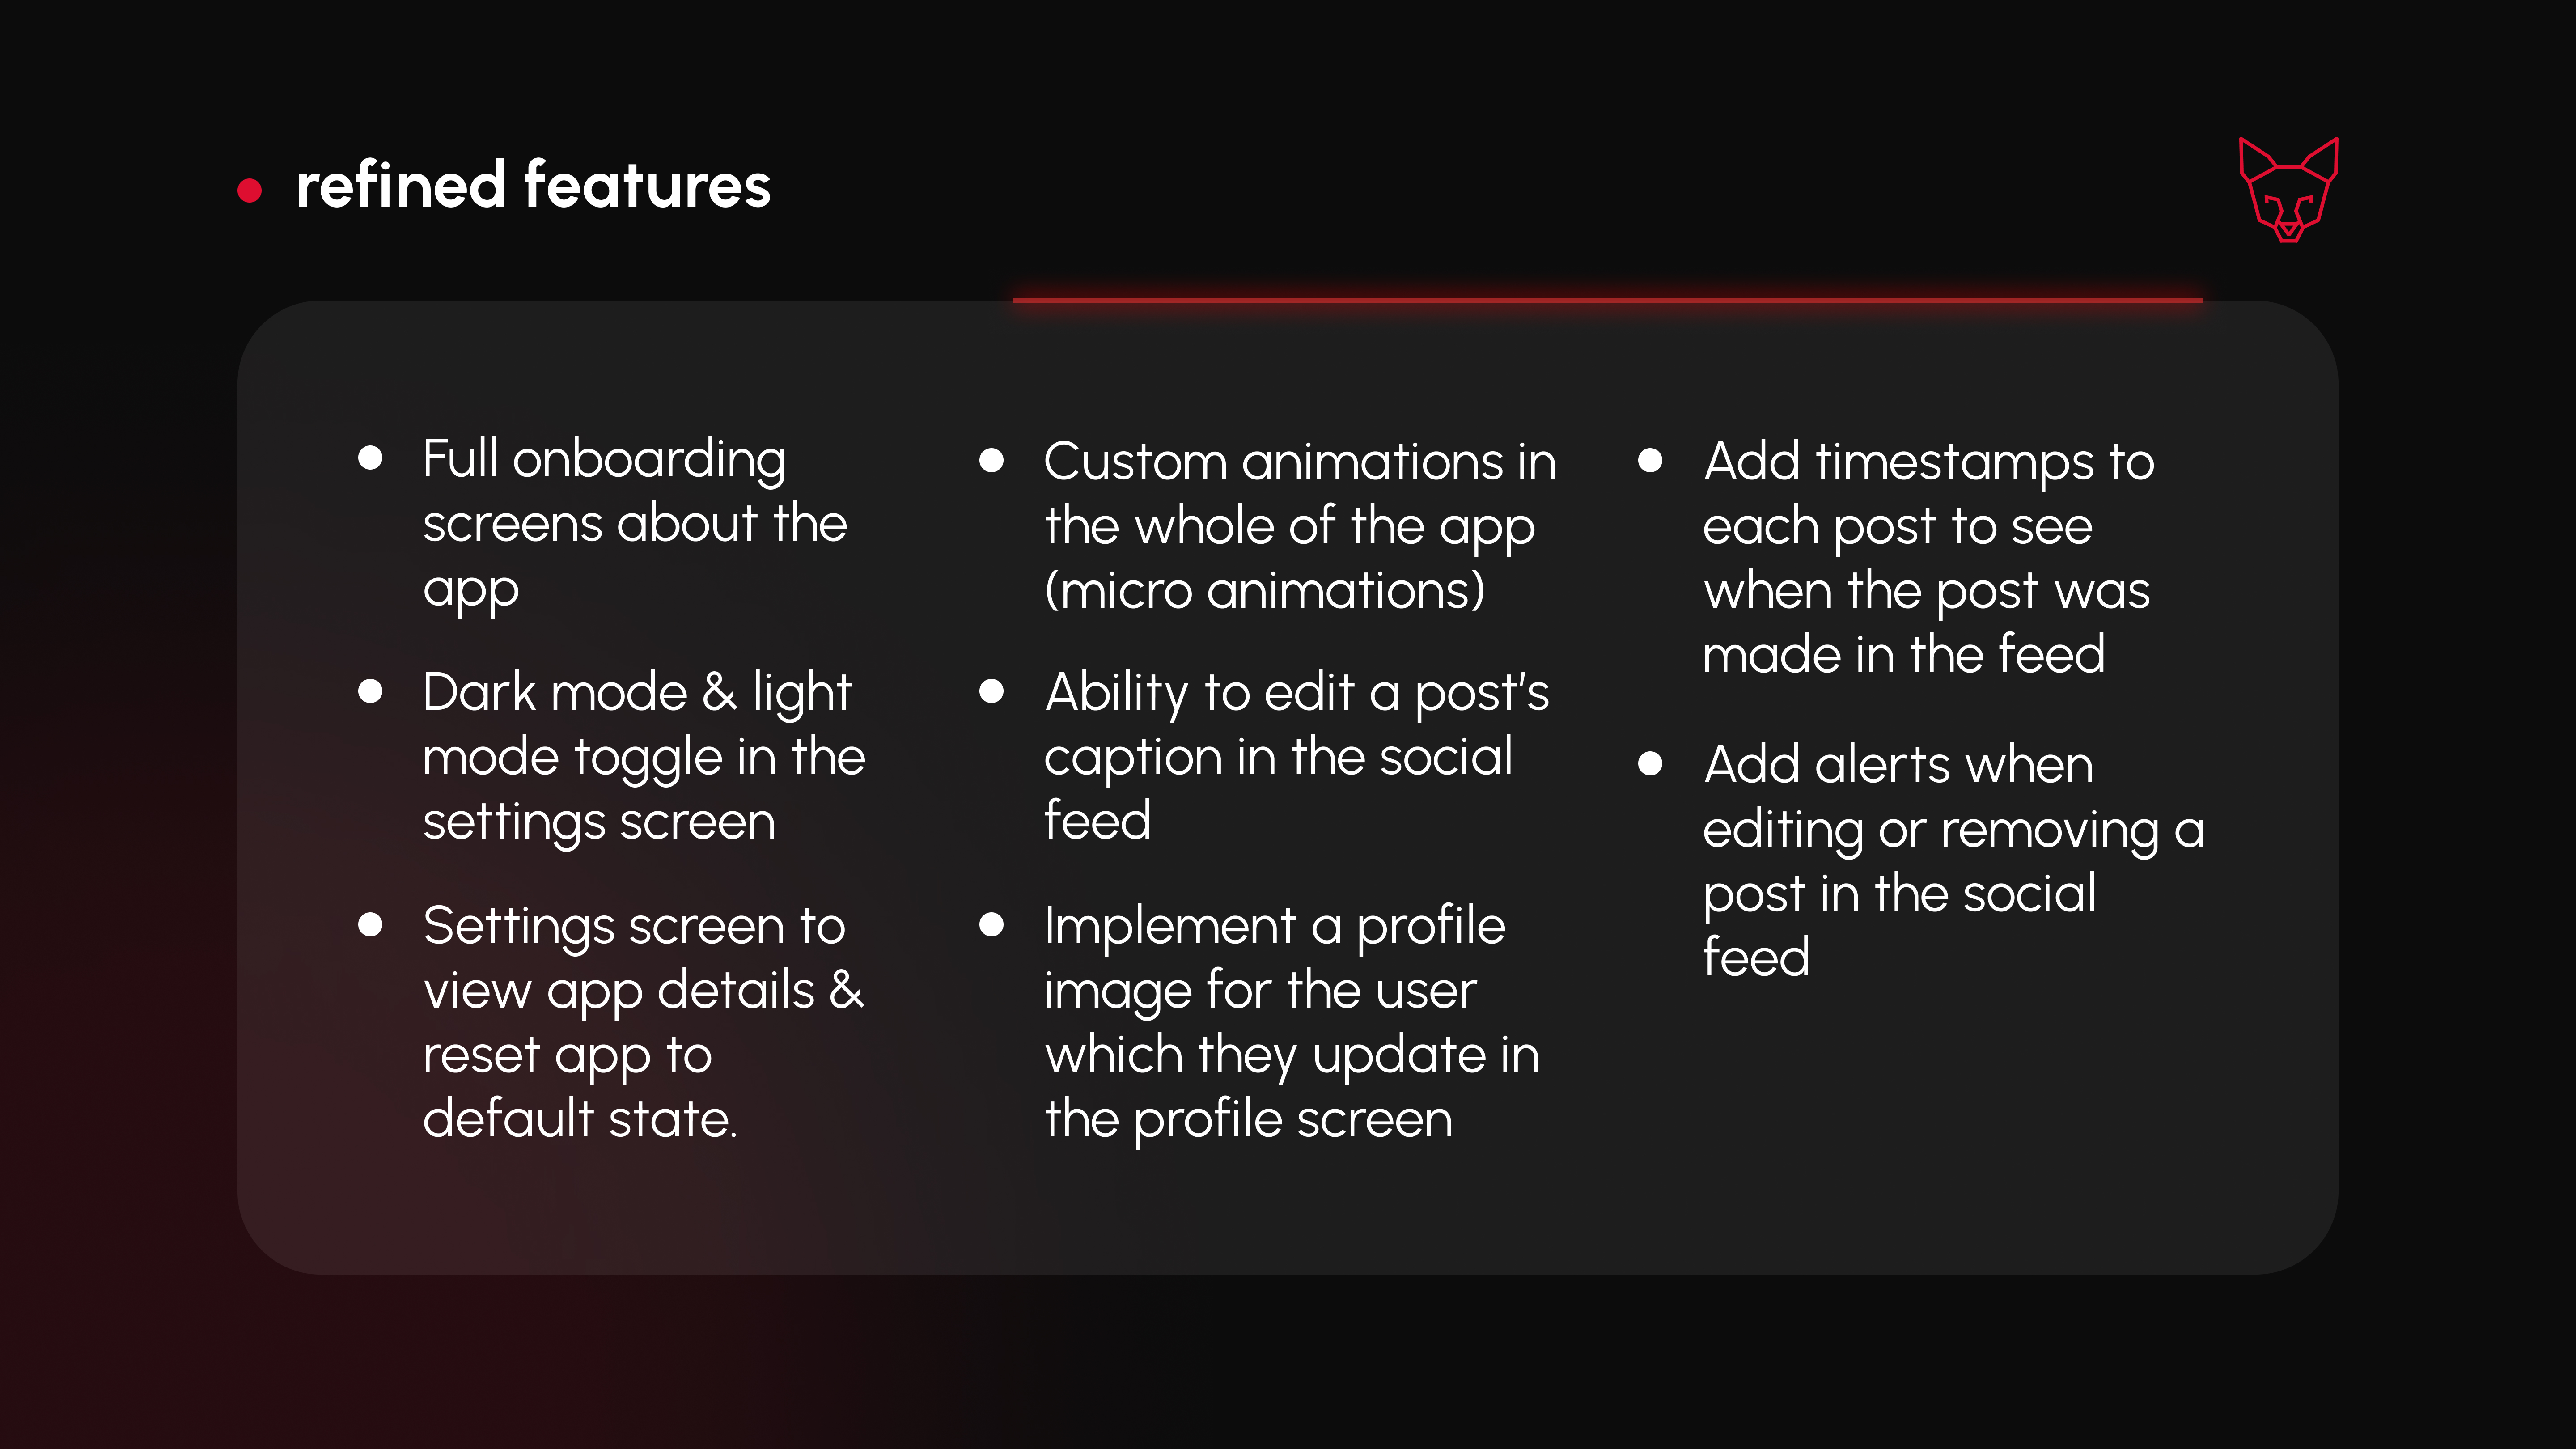 refined features
Full onboarding
screens about the
app
Dark mode & light
mode toggle in the
settings screen
Settings screen to
view app details &
reset app to
default state.
Custom animations in
the whole of the app
(micro animations)
Ability to edit a post's
caption in the social
feed
Implement a profile
image for the user
which they update in
the profile screen
Add timestamps to
each post to see
when the post was
made in the feed
Add alerts when
editing or removing a
post in the social
feed